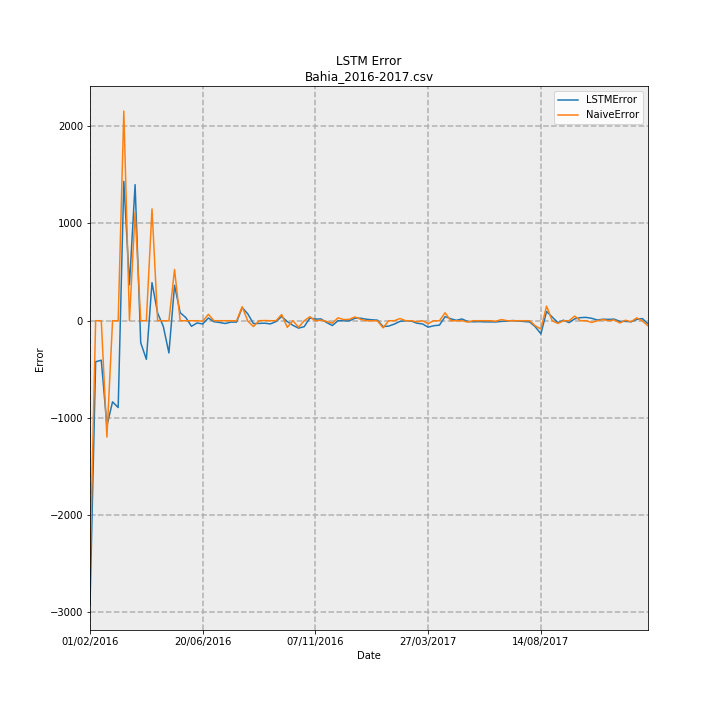 LSTM Error
Bahia_2016-2017.csv
LSTMError
NaiveError
2000
1000
0
−1000
−2000
−3000
Error
01/02/2016 20/06/2016 07/11/2016 27/03/2017 14/08/2017
Date